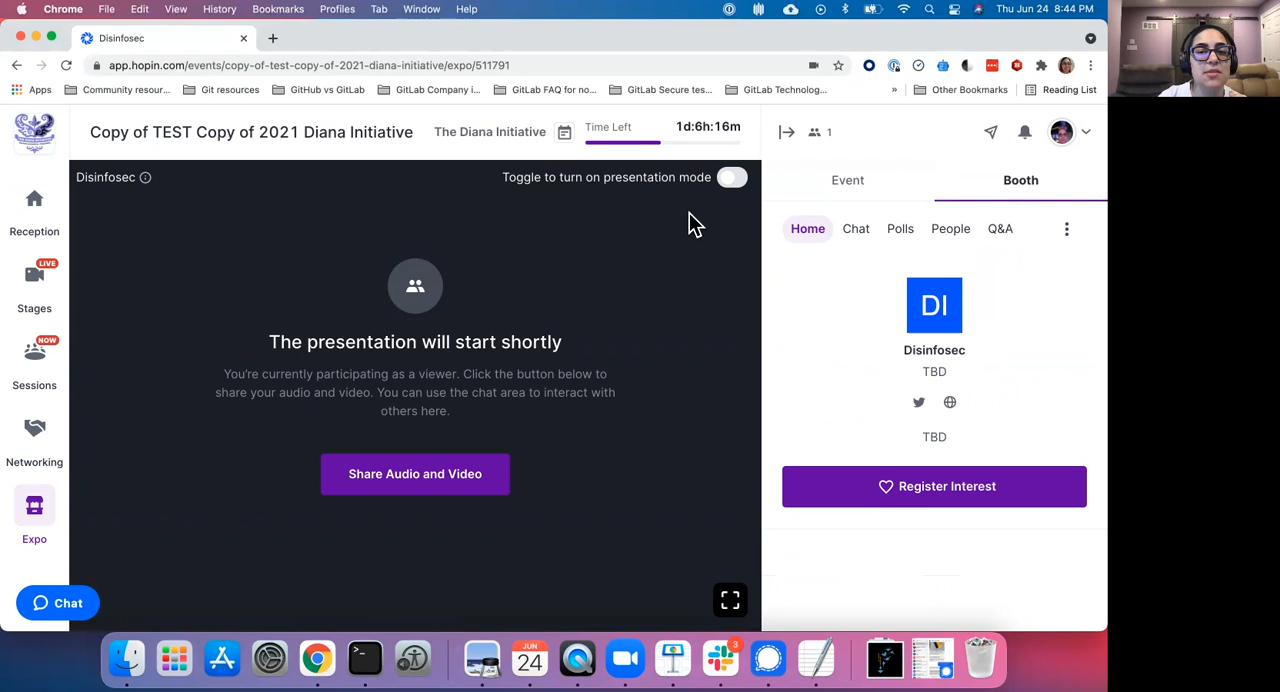 Chrome File Edit View History Bookmarks Profiles Tab Window Help Thu Jun 24 8:44 PM
Disinfosec
app.hopin.com/events/copy-of-test-copy-of-2021-diana-initiative/expo/511791
Apps Community resour... Git resources GitHub vs GitLab GitLab Company i... GitLab FAQ for no... GitLab Secure tes... GitLab Technolog... » Other Bookmarks Reading List
Copy of TEST Copy of 2021 Diana Initiative The Diana Initiative Time Left 1d:6h:16m 1
Disinfosec Toggle to turn on presentation mode
Reception
LIVE
Stages
NOW
Sessions
Networking
Expo
Chat
The presentation will start shortly
You're currently participating as a viewer. Click the button below to
share your audio and video. You can use the chat area to interact with
others here.
Share Audio and Video
Event Booth
Home Chat Polls People Q&A
DI
Disinfosec
TBD
TBD
Register Interest
JUN
24
3